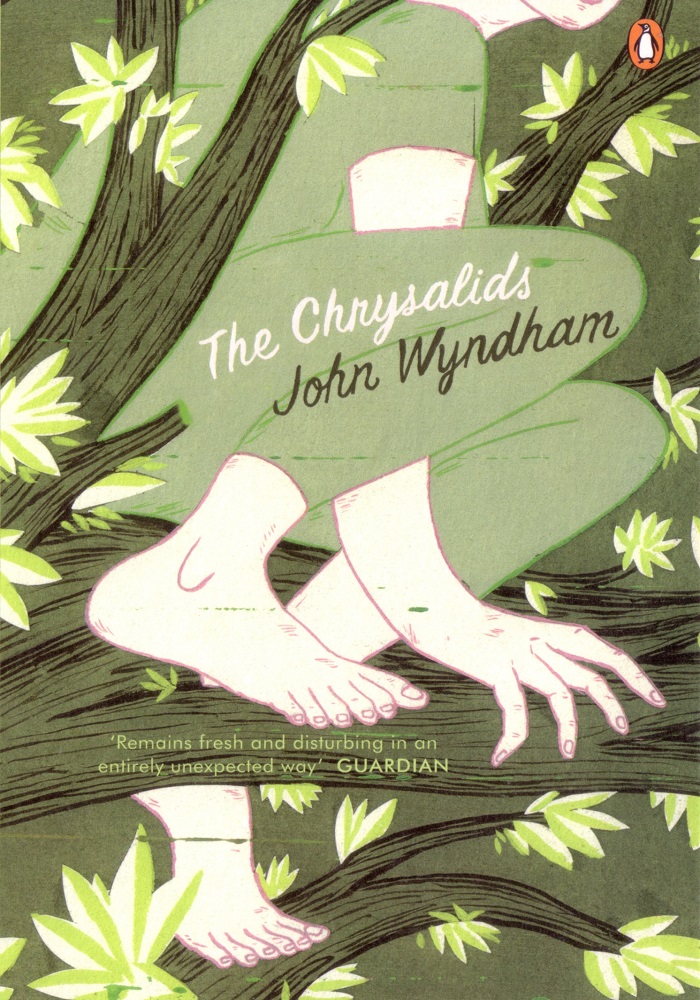 The Chrysalids
John Wyndham
'Remains fresh and disturbing in an
entirely unexpected way' GUARDIAN